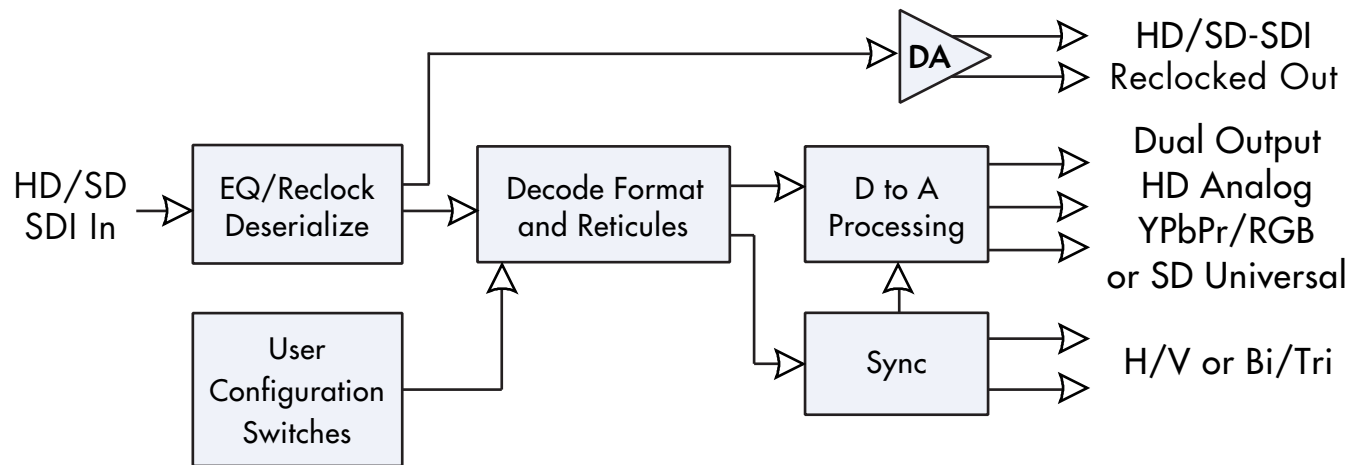 DA
HD/SD-SDI
Reclocked Out
HD/SD
SDI In
EQ/Reclock
Deserialize
Decode Format
and Reticules
D to A
Processing
Dual Output
HD Analog
YPbPr/RGB
or SD Universal
User
Configuration
Switches
Sync
H/V or Bi/Tri